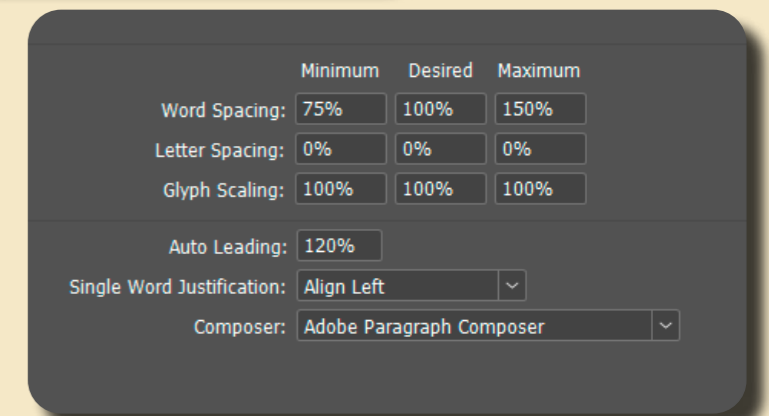 Minimum Desired Maximum
Word Spacing: 75% 100% 150%
Letter Spacing: 0% 0% 0%
Glyph Scaling: 100% 100% 100%
Auto Leading: 120%
Single Word Justification: Align Left
Composer: Adobe Paragraph Composer